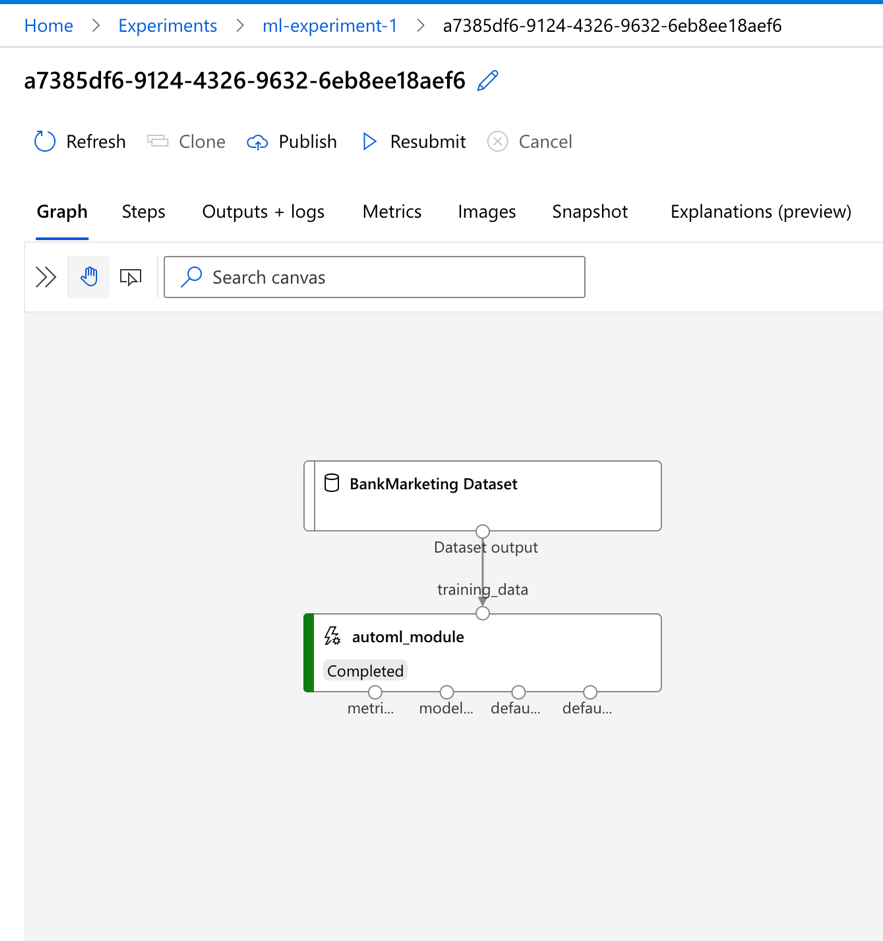 Home > Experiments > ml-experiment-1 > a7385df6-9124-4326-9632-6eb8ee18aef6
a7385df6-9124-4326-9632-6eb8ee18aef6
Refresh Clone Publish Resubmit Cancel
Graph Steps Outputs + logs Metrics Images Snapshot Explanations (preview)
Search canvas
BankMarketing Dataset
Dataset output
training_data
automl_module
Completed
metri... model... defau... defau...